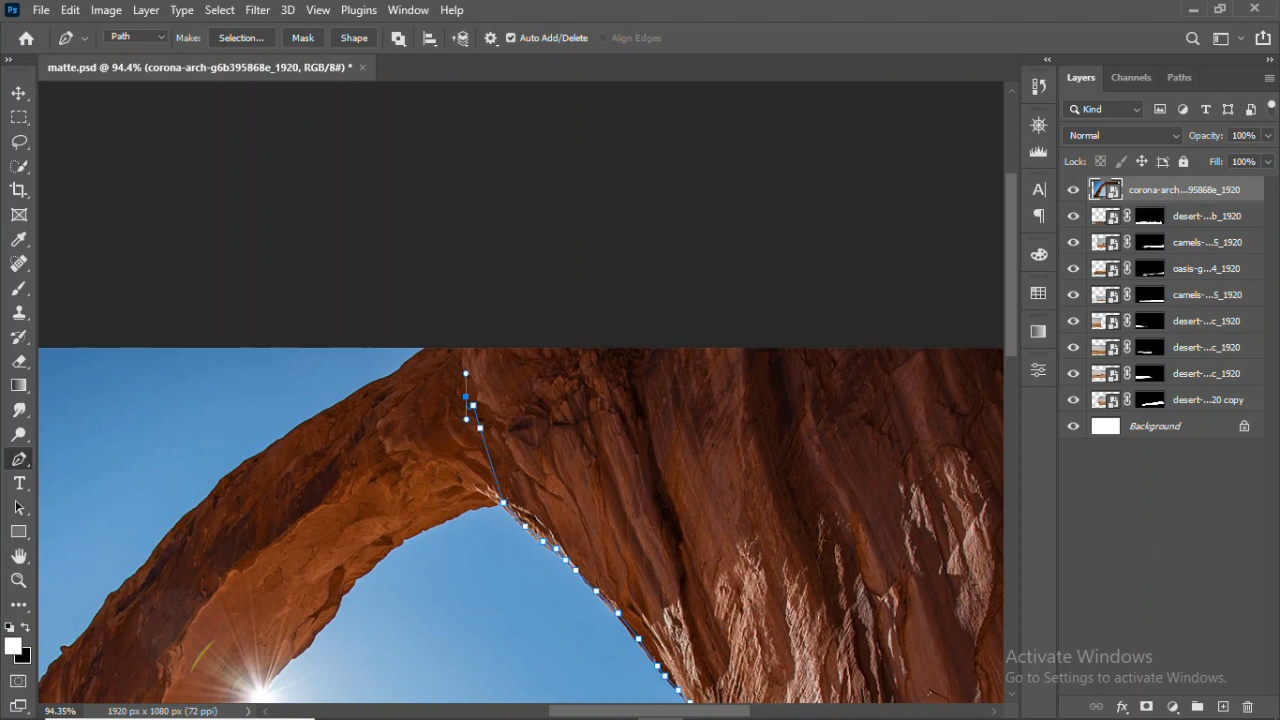 Ps File Edit Image Layer Type Select Filter 3D View Plugins Window Help
Path Make: Selection... Mask Shape Auto Add/Delete Align Edges
matte.psd @ 94.4% (corona-arch-g6b395868e_1920, RGB/8#) *
Layers Channels Paths
Kind
Normal Opacity: 100%
Lock: Fill: 100%
corona-arch...95868e_1920
desert-...b_1920
camels-...5_1920
oasis-g...4_1920
camels-...5_1920
desert-...c_1920
desert-...c_1920
desert-...c_1920
desert-...20 copy
Background
Activate Windows
Go to Settings to activate Windows.
94.35% 1920 px x 1080 px (72 ppi)